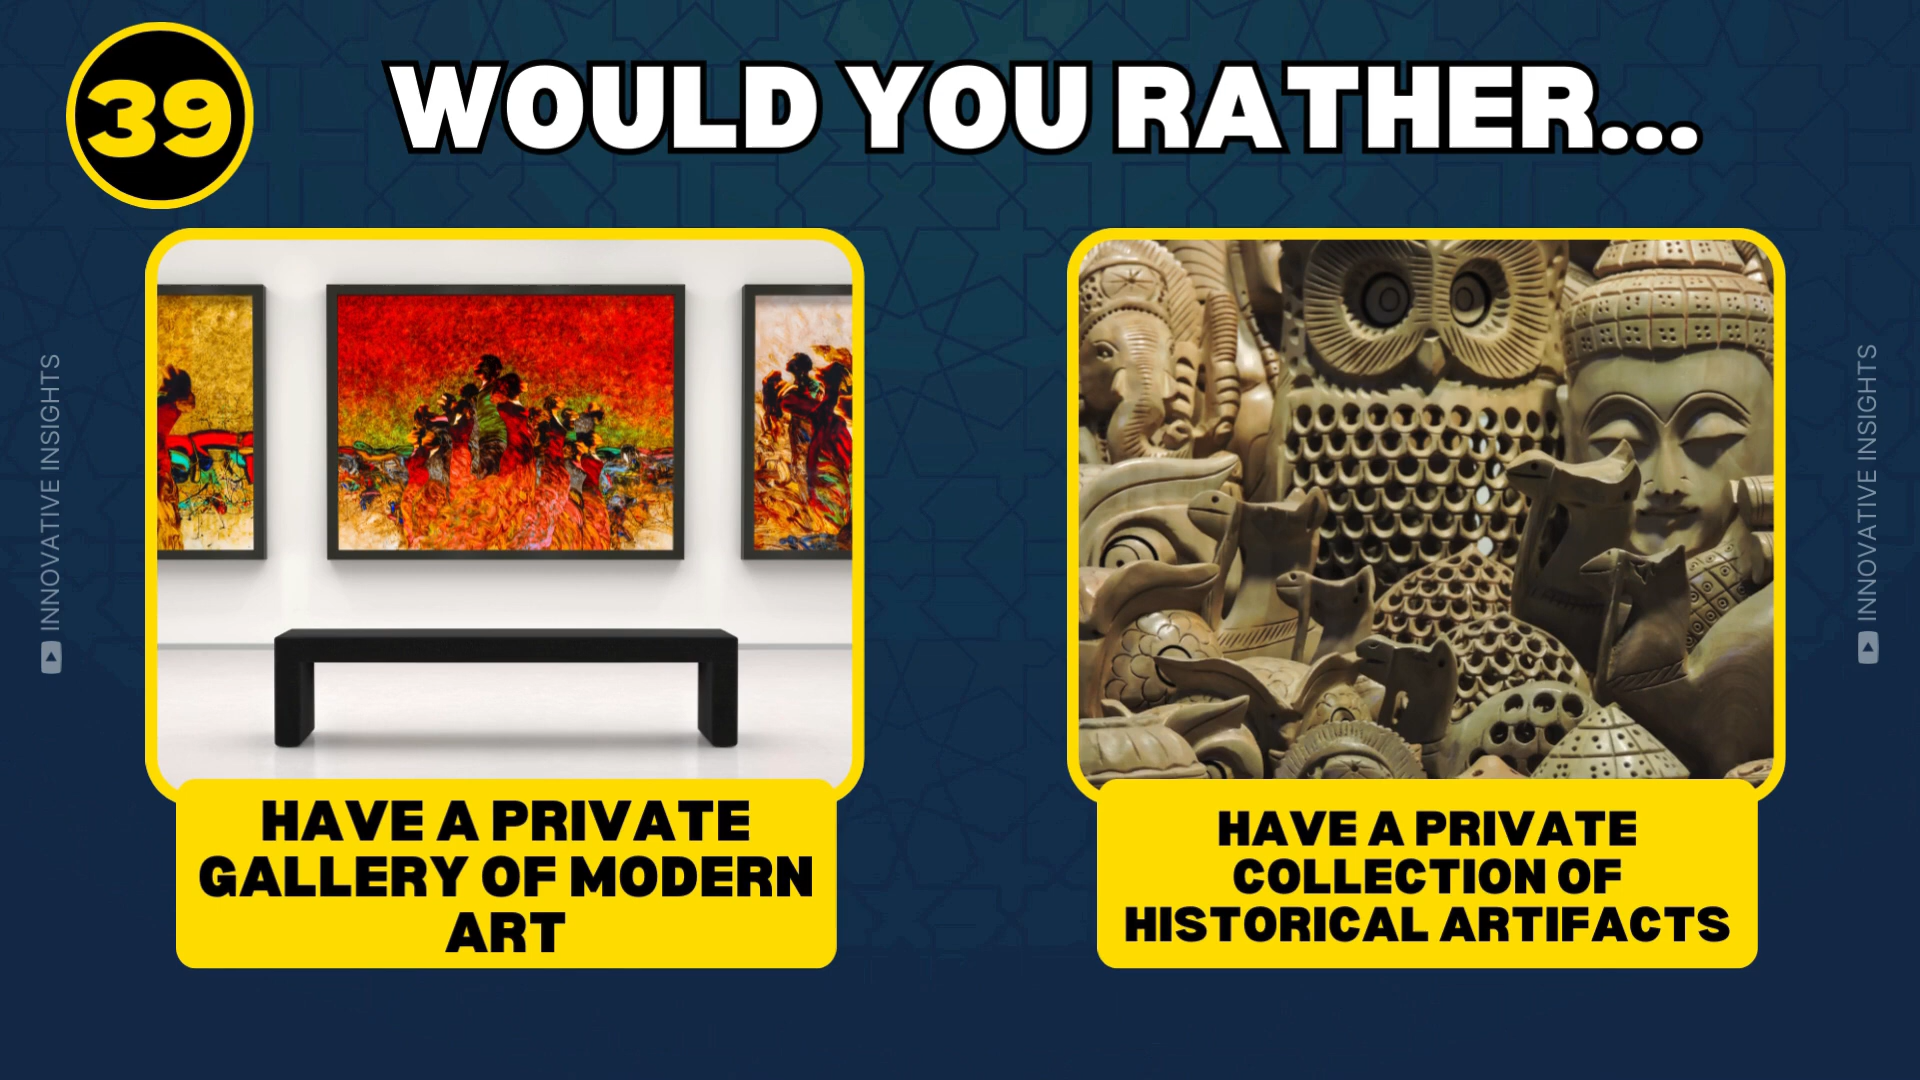 39
WOULD YOU RATHER...
HAVE A PRIVATE
GALLERY OF MODERN
ART
HAVE A PRIVATE
COLLECTION OF
HISTORICAL ARTIFACTS
INNOVATIVE INSIGHTS
INNOVATIVE INSIGHTS